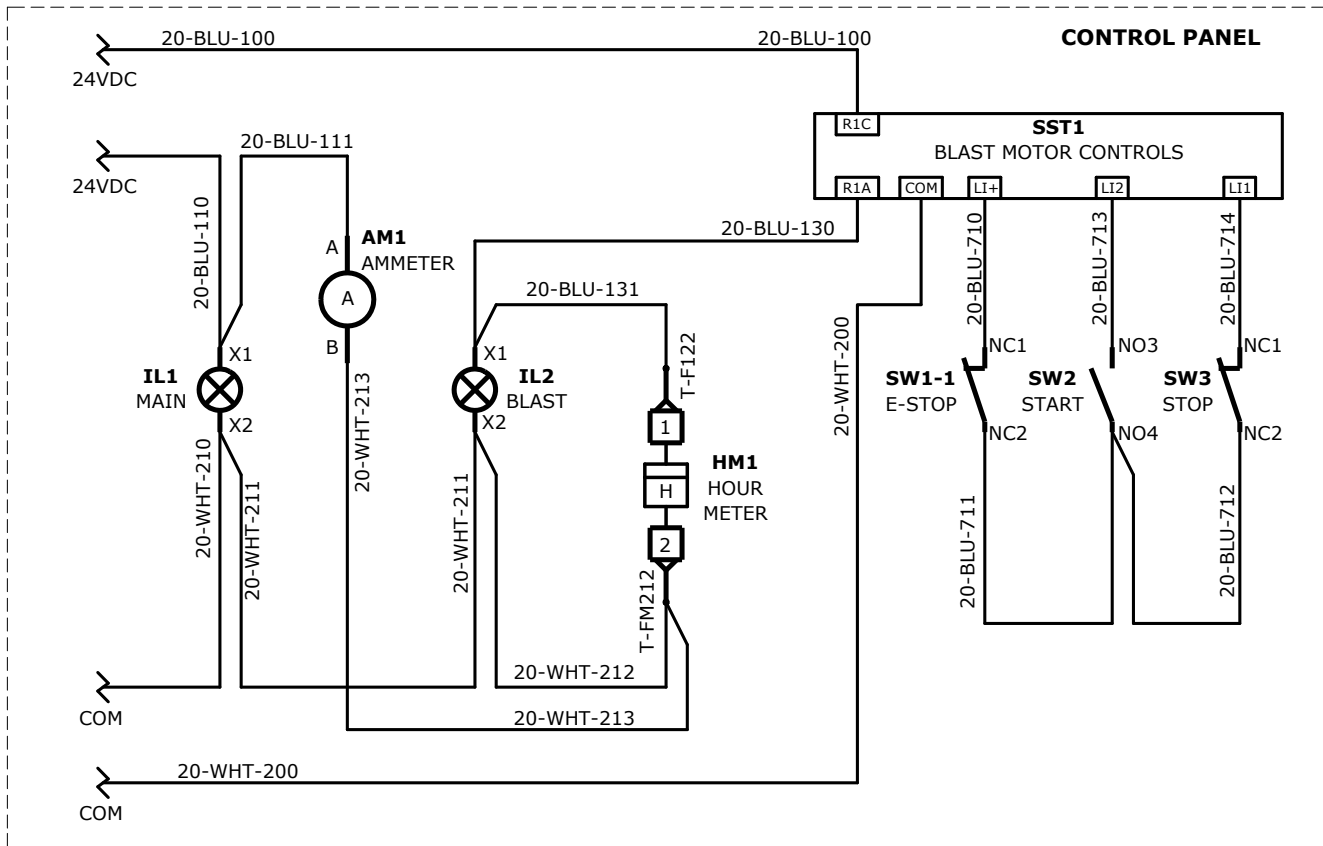 20-BLU-100
20-BLU-100
CONTROL PANEL
24VDC
R1C
SST1
BLAST MOTOR CONTROLS
20-BLU-111
24VDC
R1A
COM
LI+
LI2
LI1
20-BLU-110
AM1
AMMETER
A
A
B
20-BLU-130
20-BLU-710
20-BLU-713
20-BLU-714
20-BLU-131
20-WHT-200
T-F122
X1
IL1
MAIN
X2
X1
IL2
BLAST
X2
NC1
SW1-1
E-STOP
NC2
NO3
SW2
START
NO4
NC1
SW3
STOP
NC2
20-WHT-213
1
HM1
HOUR
METER
H
2
20-WHT-210
20-WHT-211
20-WHT-211
T-FM212
20-BLU-711
20-BLU-712
20-WHT-212
COM
20-WHT-213
20-WHT-200
COM